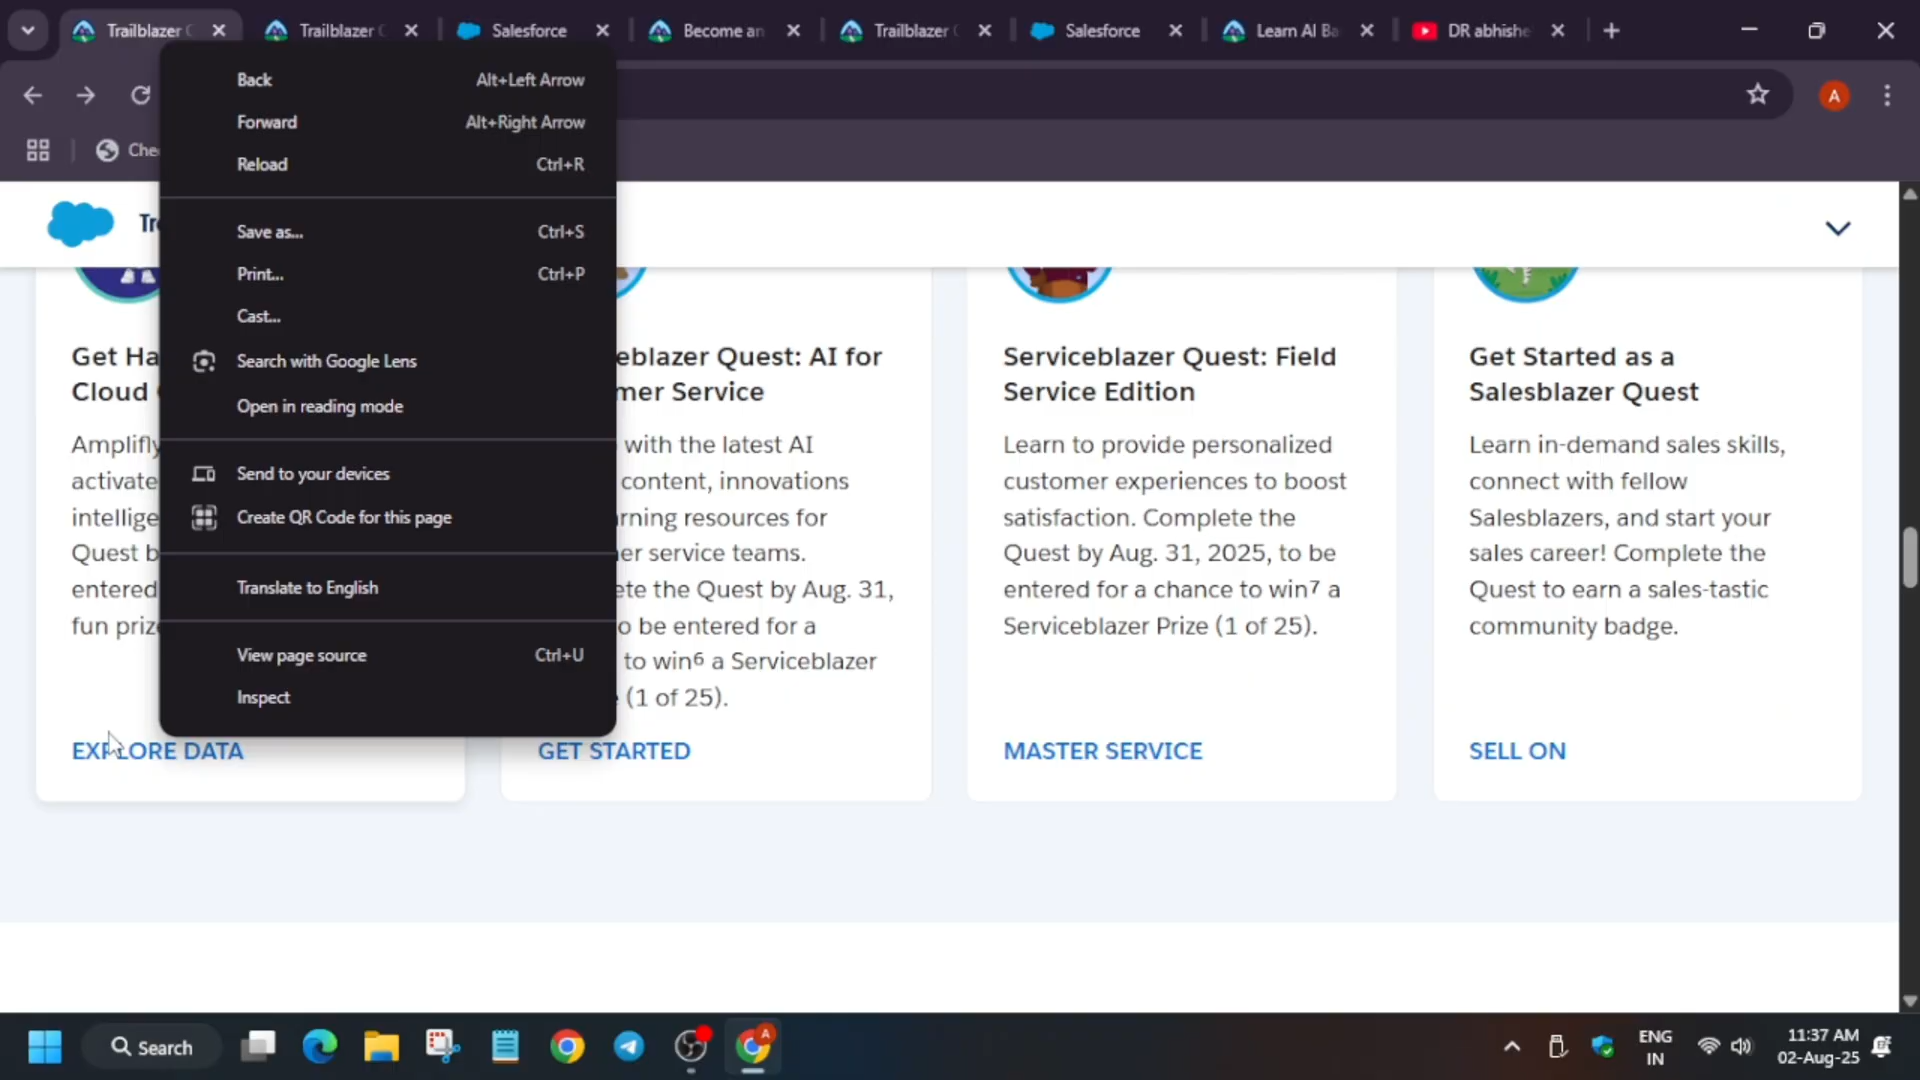 Trailblazer
Trailblazer
Salesforce
Become an
Trailblazer
Salesforce
Learn AI Ba
DR abhishe
A
Back Alt+Left Arrow
Forward Alt+Right Arrow
Reload Ctrl+R
Save as... Ctrl+S
Print... Ctrl+P
Cast...
Search with Google Lens
Open in reading mode
Send to your devices
Create QR Code for this page
Translate to English
View page source Ctrl+U
Inspect
Che
Tr
Get Ha
Cloud
Amplify
activate
intellige
Quest b
entered
fun priz
EXPLORE DATA
eblazer Quest: AI for
mer Service
with the latest AI
content, innovations
rning resources for
er service teams.
ete the Quest by Aug. 31,
o be entered for a
to win⁶ a Serviceblazer
(1 of 25).
GET STARTED
Serviceblazer Quest: Field
Service Edition
Learn to provide personalized
customer experiences to boost
satisfaction. Complete the
Quest by Aug. 31, 2025, to be
entered for a chance to win⁷ a
Serviceblazer Prize (1 of 25).
MASTER SERVICE
Get Started as a
Salesblazer Quest
Learn in-demand sales skills,
connect with fellow
Salesblazers, and start your
sales career! Complete the
Quest to earn a sales-tastic
community badge.
SELL ON
Search
A
ENG
IN
11:37 AM
02-Aug-25